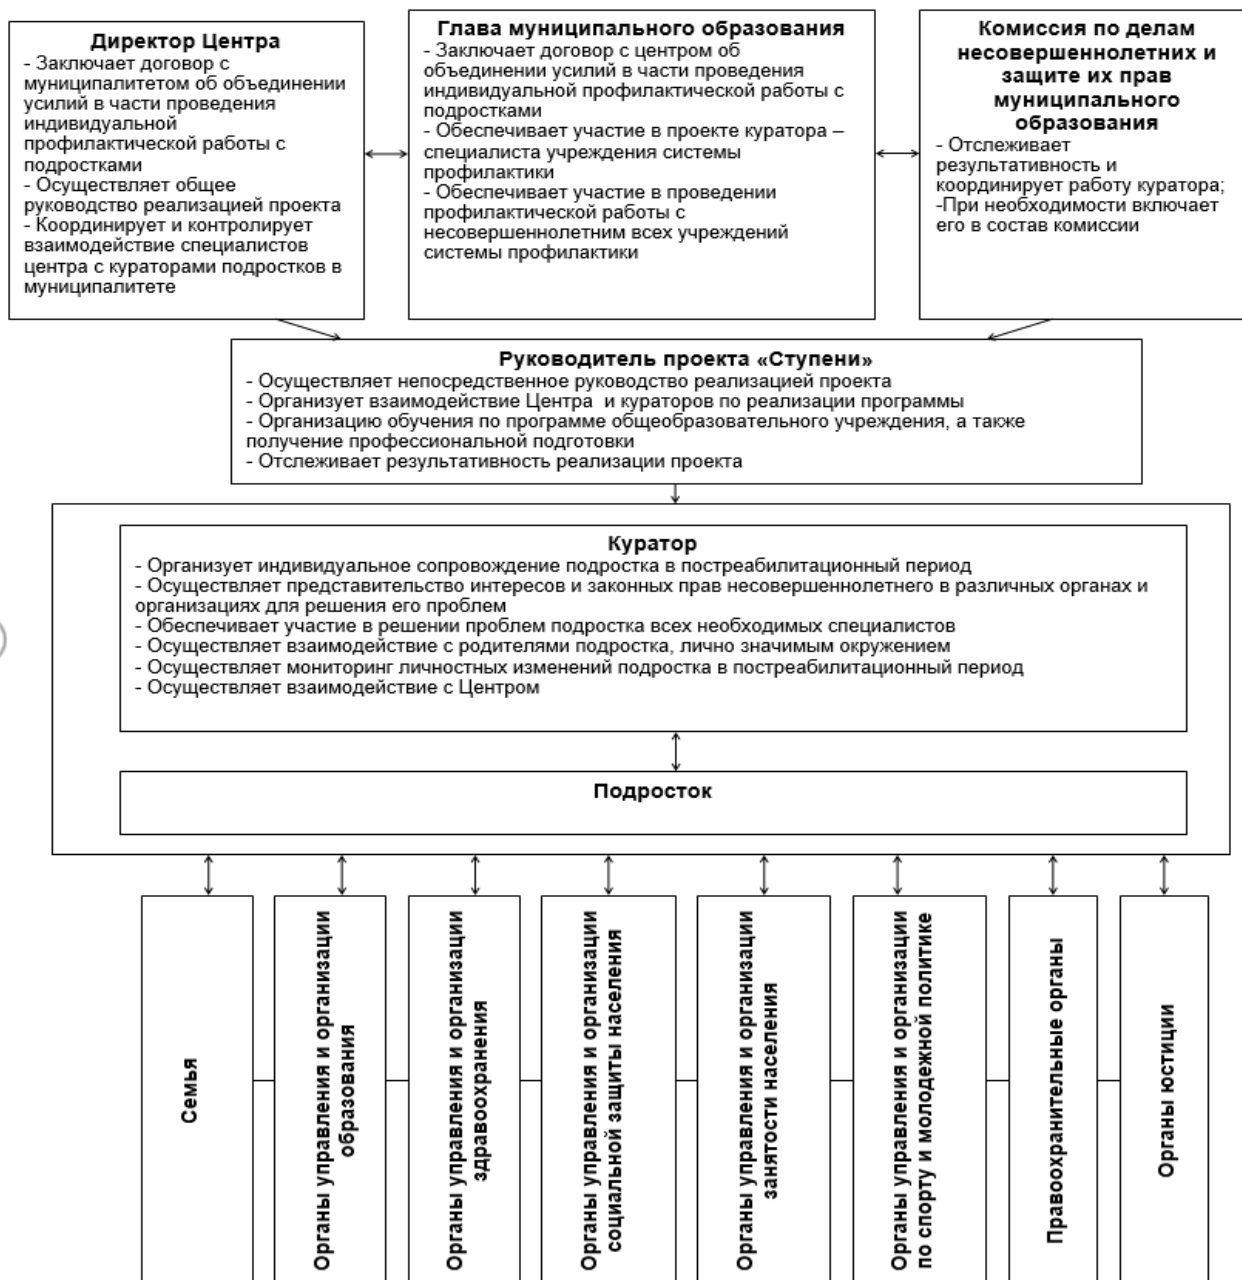 Директор Центра
- Заключает договор с
муниципалитетом об объединении
усилий в части проведения
индивидуальной
профилактической работы с
подростками
- Осуществляет общее
руководство реализацией проекта
- Координирует и контролирует
взаимодействие специалистов
центра с кураторами подростков в
муниципалитете
Глава муниципального образования
- Заключает договор с центром об
объединении усилий в части проведения
индивидуальной профилактической работы с
подростками
- Обеспечивает участие в проекте куратора –
специалиста учреждения системы
профилактики
- Обеспечивает участие в проведении
профилактической работы с
несовершеннолетним всех учреждений
системы профилактики
Комиссия по делам
несовершеннолетних и
защите их прав
муниципального
образования
- Отслеживает
результативность и
координирует работу куратора;
-При необходимости включает
его в состав комиссии
Руководитель проекта «Ступени»
- Осуществляет непосредственное руководство реализацией проекта
- Организует взаимодействие Центра и кураторов по реализации программы
- Организацию обучения по программе общеобразовательного учреждения, а также
получение профессиональной подготовки
- Отслеживает результативность реализации проекта
Куратор
- Организует индивидуальное сопровождение подростка в постреабилитационный период
- Осуществляет представительство интересов и законных прав несовершеннолетнего в различных органах и
организациях для решения его проблем
- Обеспечивает участие в решении проблем подростка всех необходимых специалистов
- Осуществляет взаимодействие с родителями подростка, лично значимым окружением
- Осуществляет мониторинг личностных изменений подростка в постреабилитационный период
- Осуществляет взаимодействие с Центром
Подросток
Семья
Органы управления и организации
образования
Органы управления и организации
здравоохранения
Органы управления и организации
социальной защиты населения
Органы управления и организации
занятости населения
Органы управления и организации
по спорту и молодежной политике
Правоохранительные органы
Органы юстиции